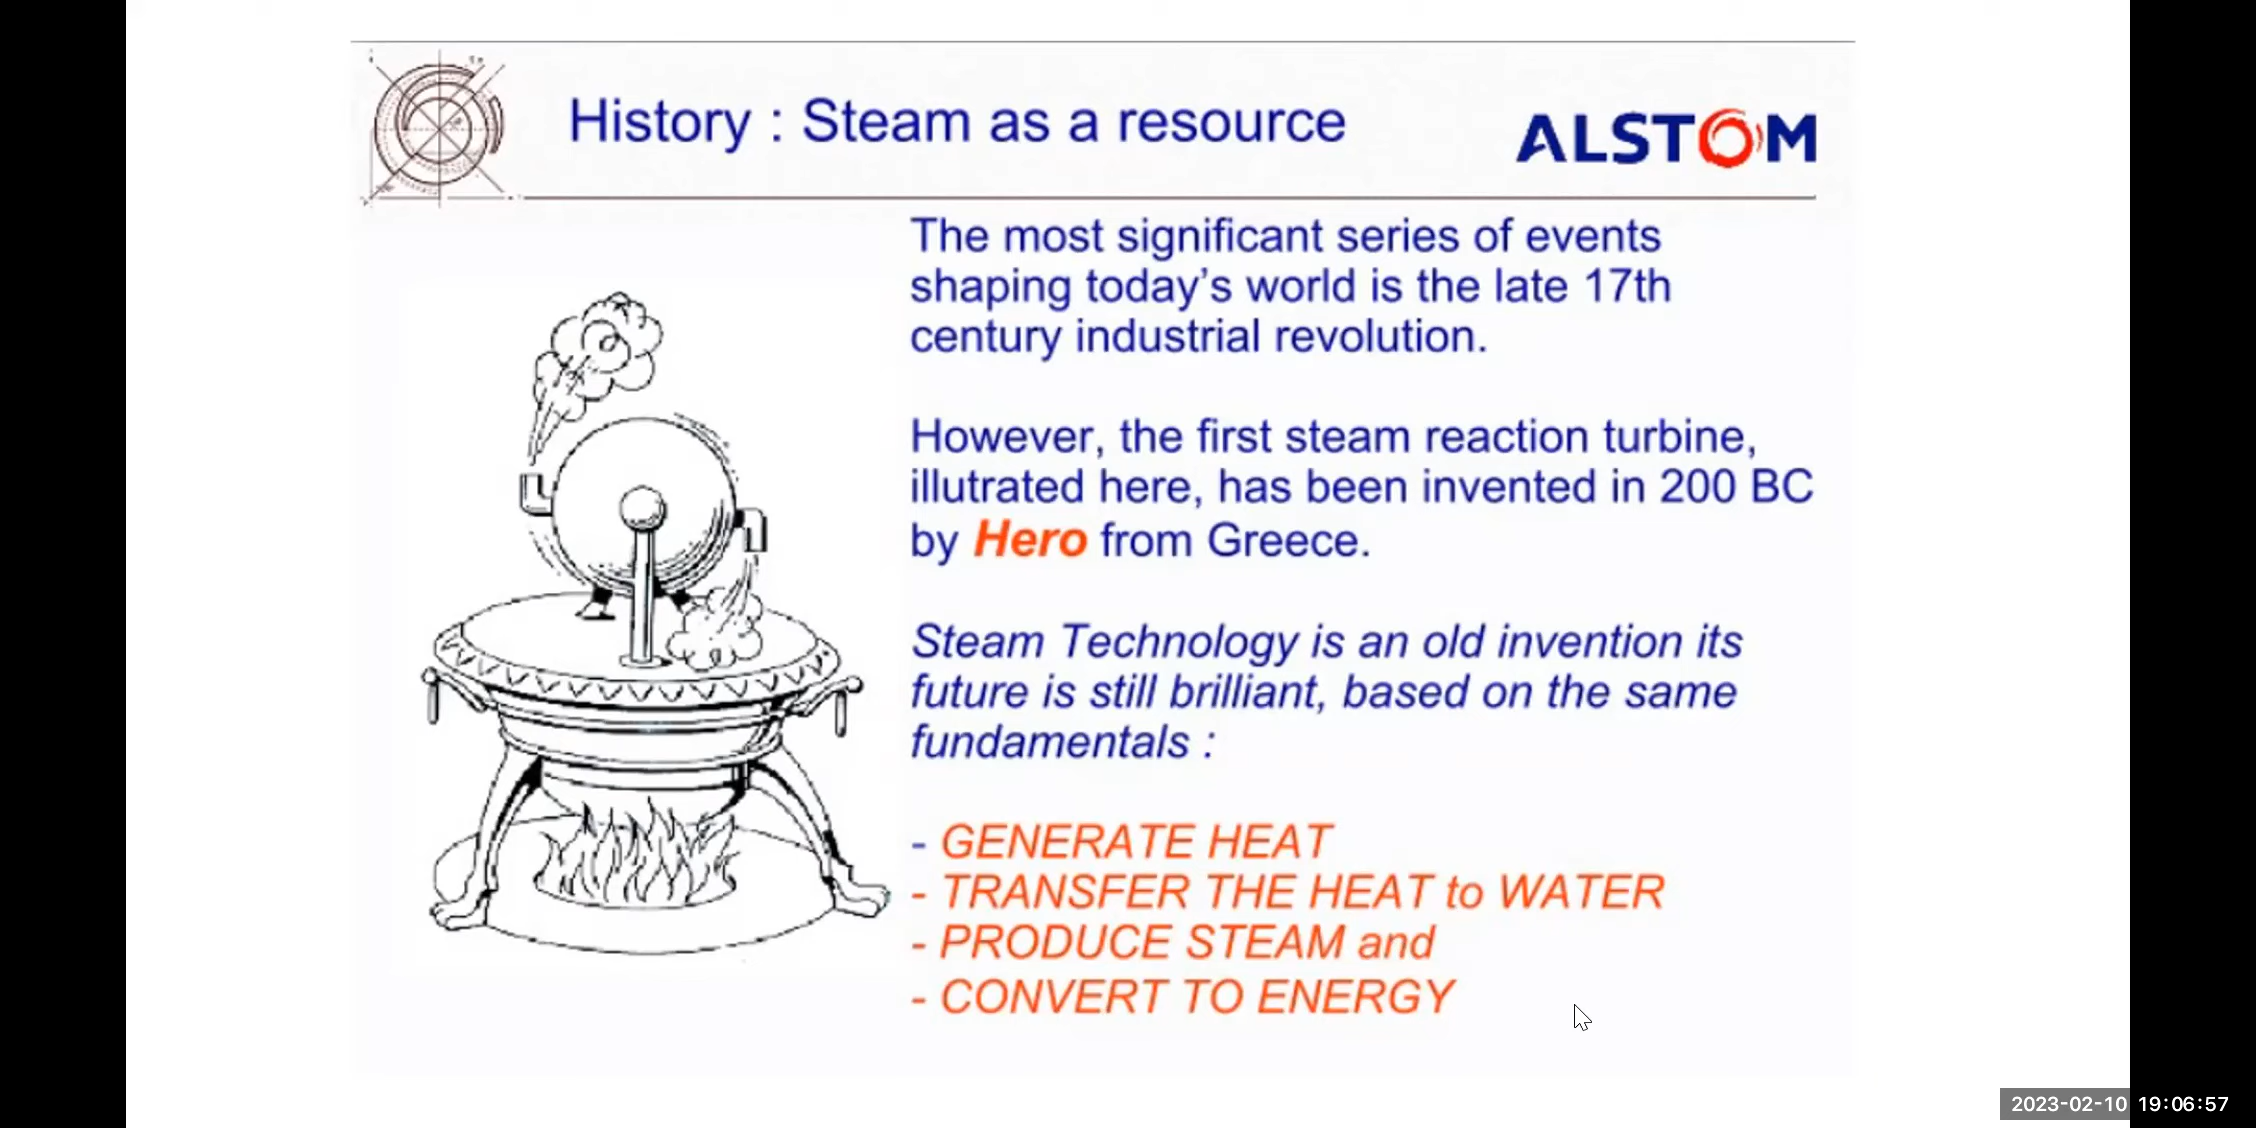 History : Steam as a resource
ALSTOM
The most significant series of events
shaping today's world is the late 17th
century industrial revolution.
However, the first steam reaction turbine,
illutrated here, has been invented in 200 BC
by Hero from Greece.
Steam Technology is an old invention its
future is still brilliant, based on the same
fundamentals :
- GENERATE HEAT
- TRANSFER THE HEAT to WATER
- PRODUCE STEAM and
- CONVERT TO ENERGY
2023-02-10 19:06:57